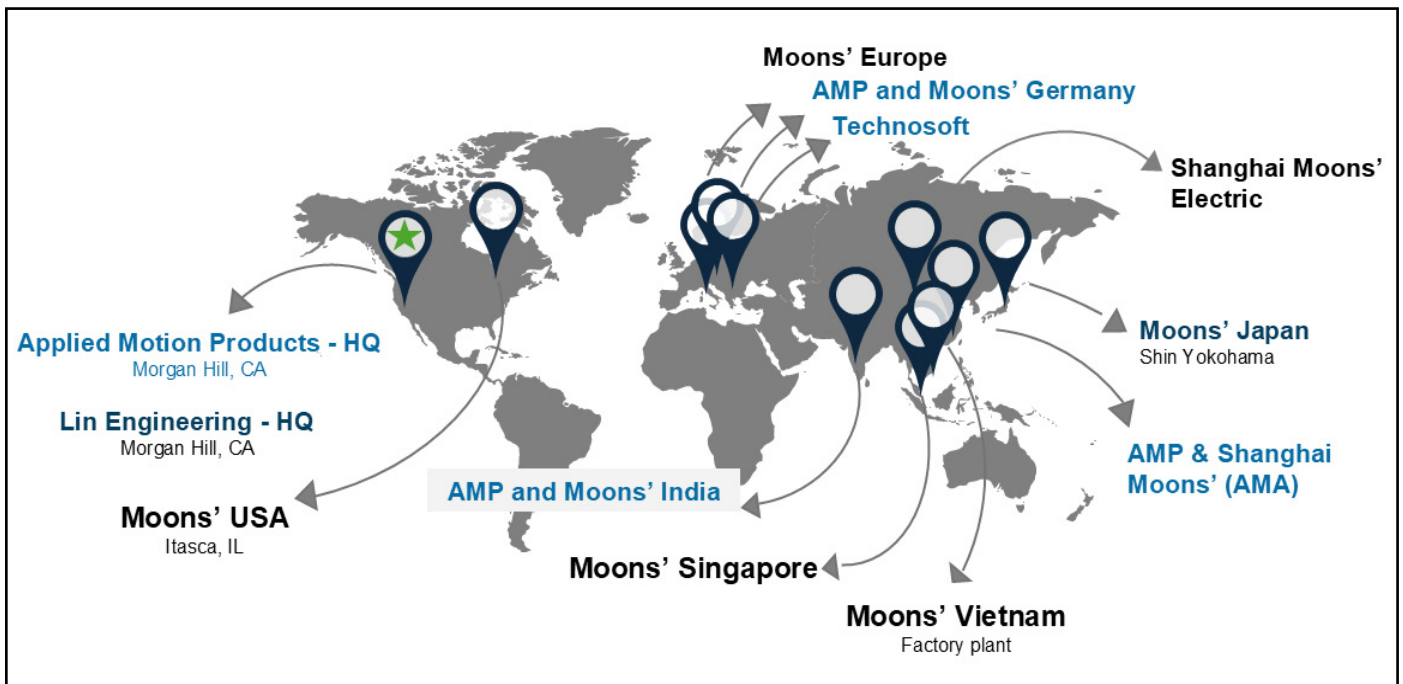 Moons’ Europe
AMP and Moons’ Germany
Technosoft
Shanghai Moons’
Electric
Applied Motion Products - HQ
Morgan Hill, CA
Lin Engineering - HQ
Morgan Hill, CA
Moons’ USA
Itasca, IL
AMP and Moons’ India
Moons’ Singapore
Moons’ Vietnam
Factory plant
Moons’ Japan
Shin Yokohama
AMP & Shanghai
Moons’ (AMA)